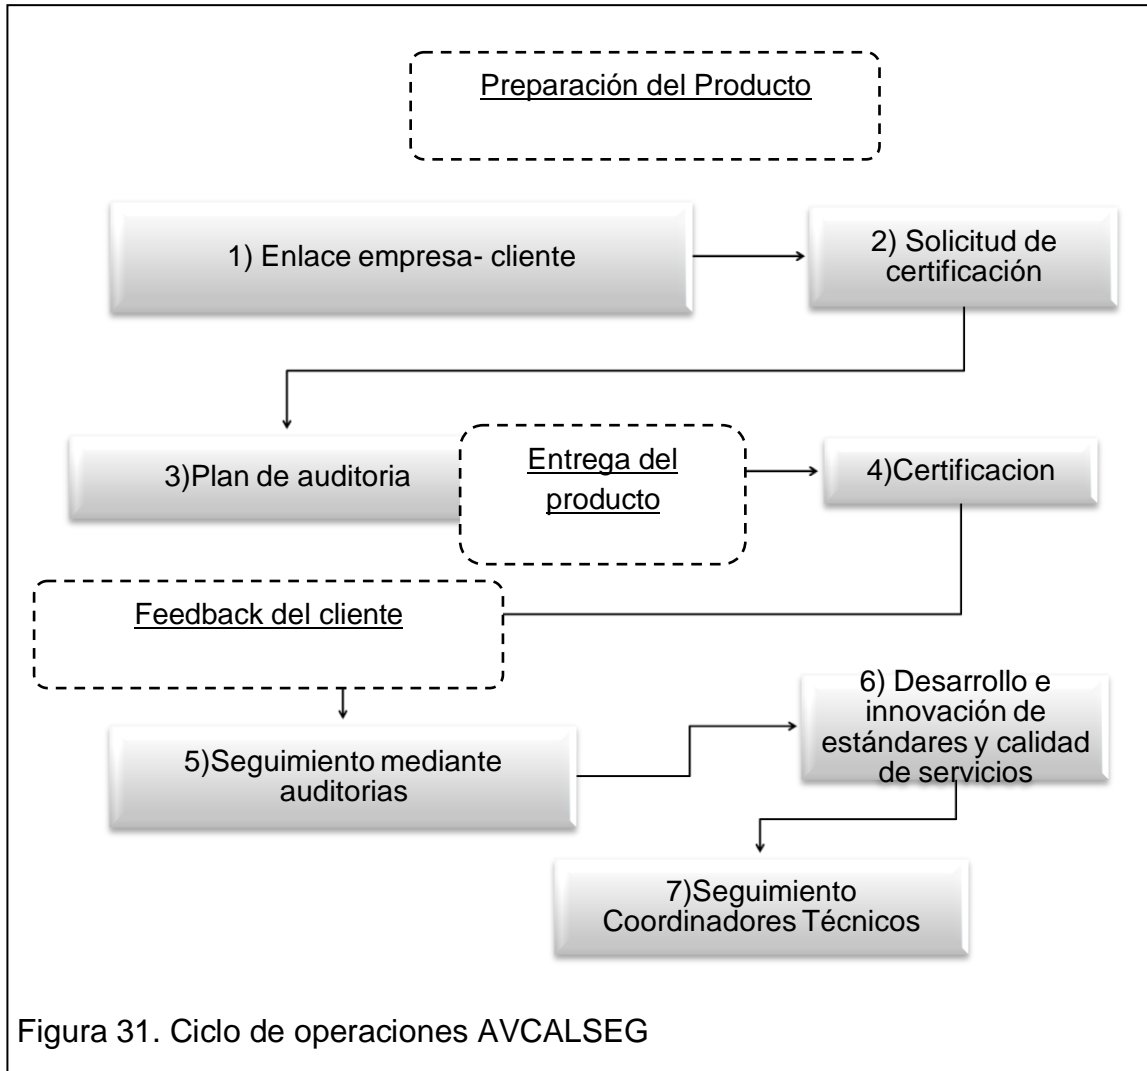 Preparación del Producto
1) Enlace empresa- cliente
2) Solicitud de
certificación
3)Plan de auditoria
Entrega del
producto
4)Certificacion
Feedback del cliente
5)Seguimiento mediante
auditorias
6) Desarrollo e
innovación de
estándares y calidad
de servicios
7)Seguimiento
Coordinadores Técnicos
Figura 31. Ciclo de operaciones AVCALSEG